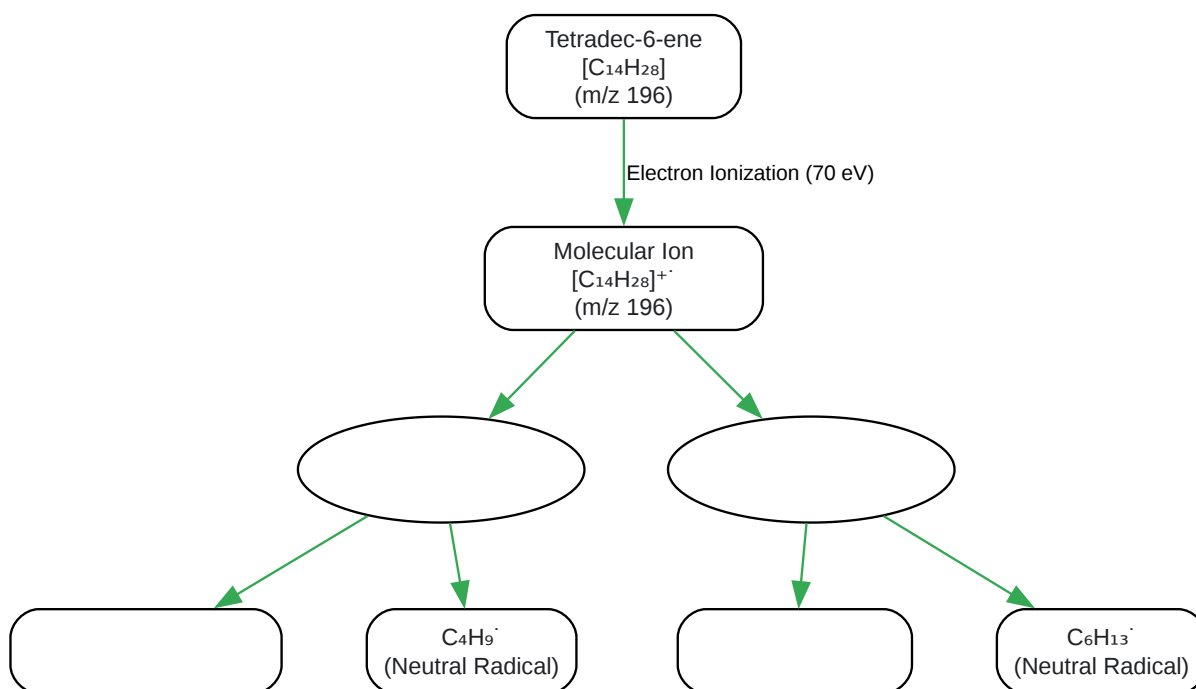 Tetradec-6-ene
[C₁₄H₂₈]
(m/z 196)
Electron Ionization (70 eV)
Molecular Ion
[C₁₄H₂₈]⁺˙
(m/z 196)
C₄H₉˙
(Neutral Radical)
C₆H₁₃˙
(Neutral Radical)